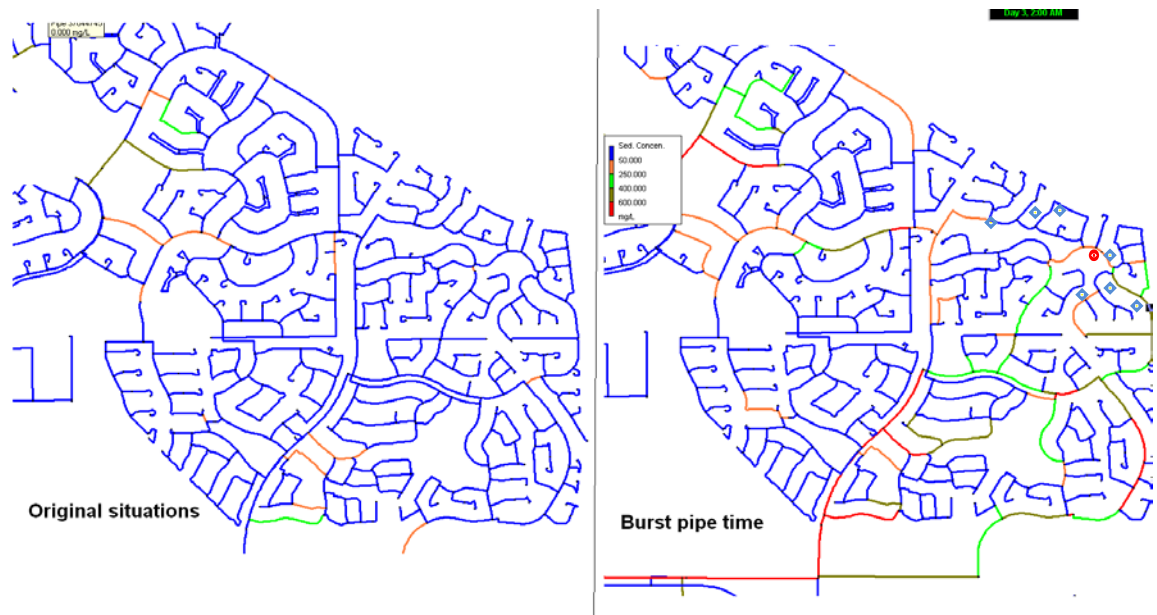 0.000 mg/L
Day 3, 2:00 AM
Sed. Concen.
50.000
250.000
400.000
600.000
mg/L
Original situations
Burst pipe time